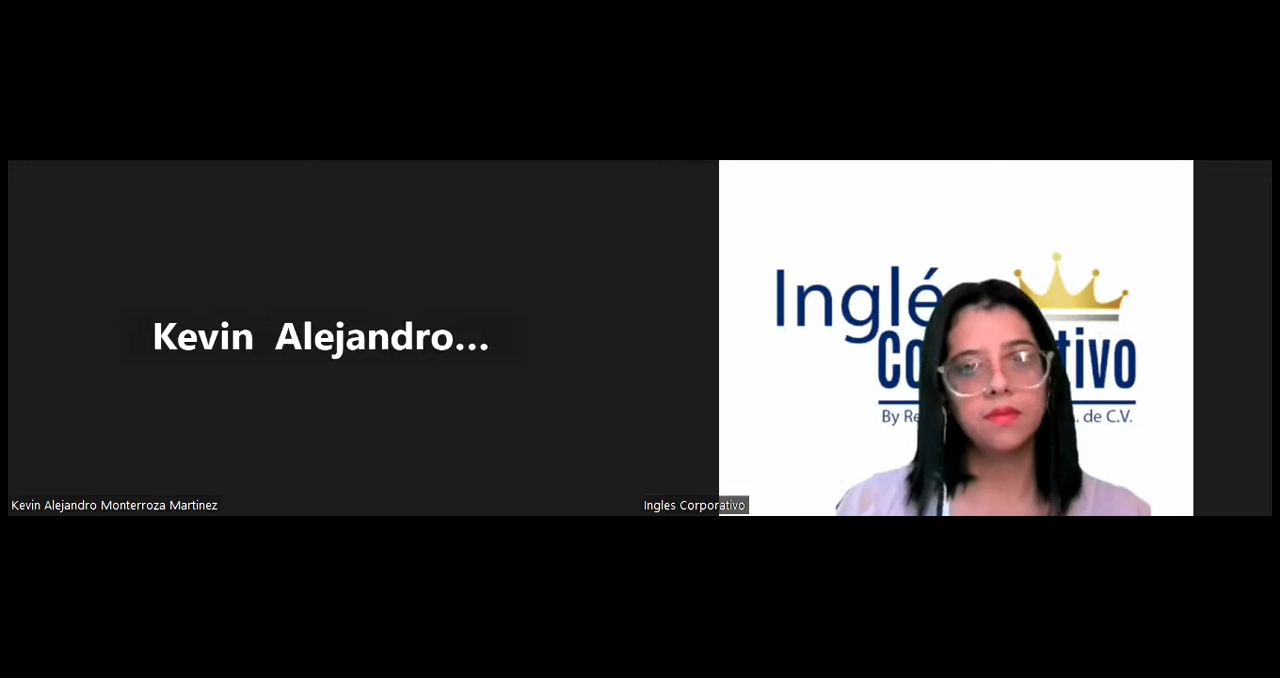 Kevin Alejandro...
Inglé
tivo
By Re
. de C.V.
Kevin Alejandro Monterroza Martinez
Ingles Corporativo